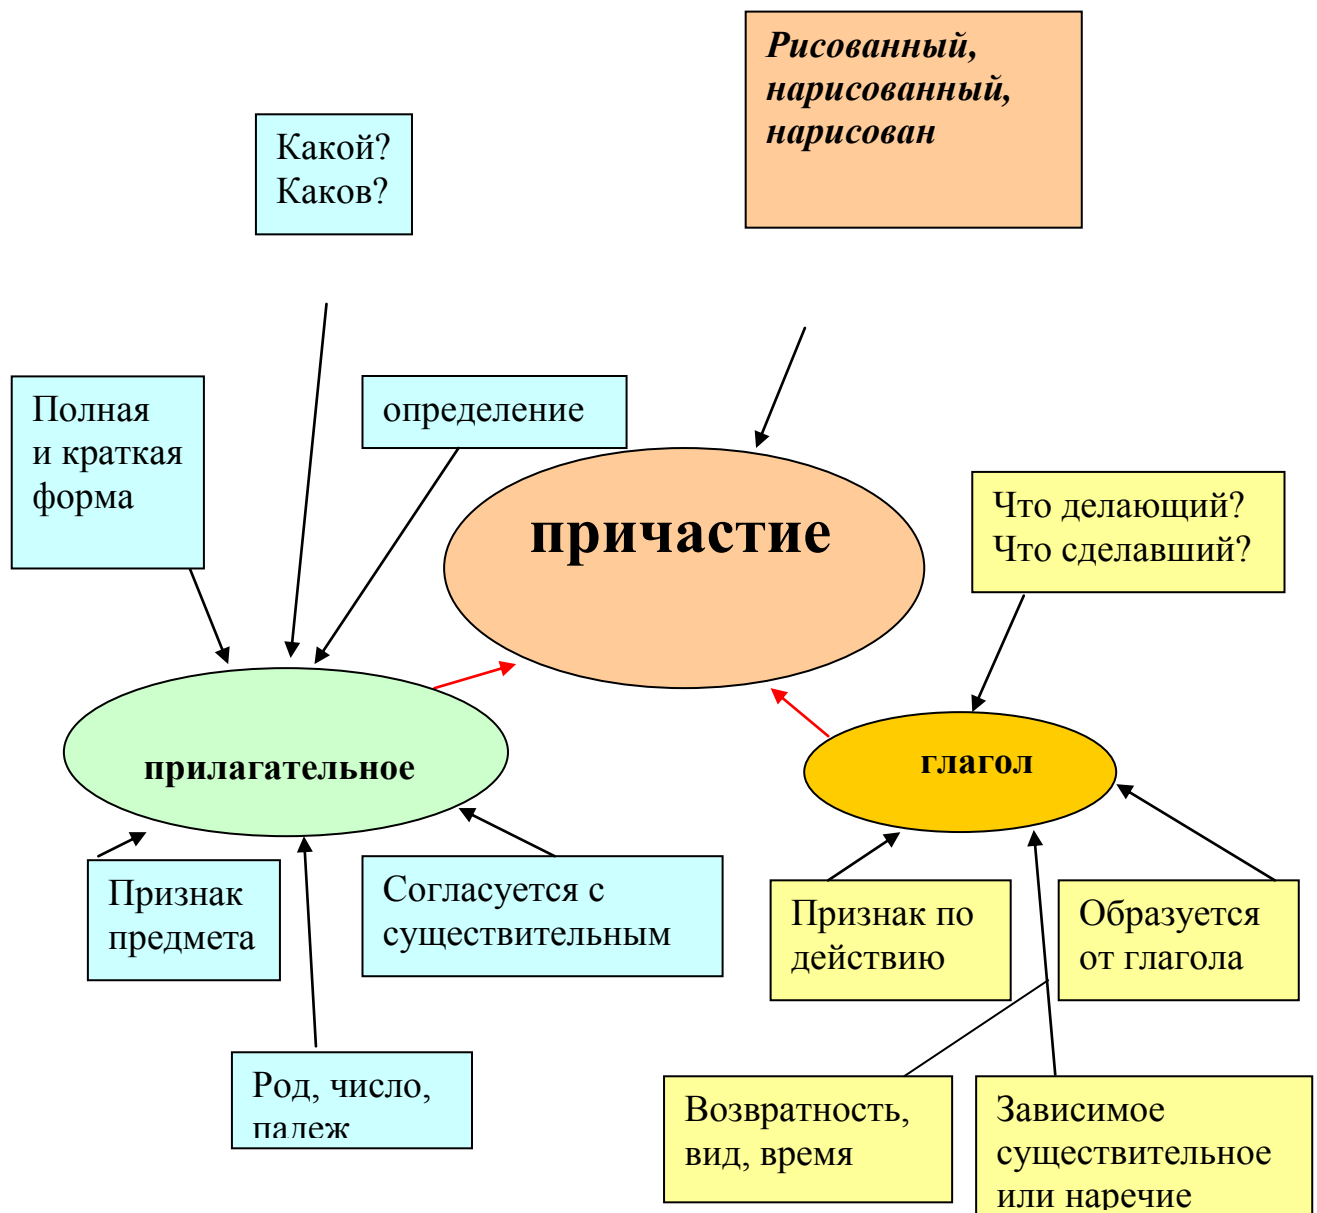 Рисованный,
нарисованный,
нарисован
Какой?
Каков?
Полная
и краткая
форма
определение
причастие
Что делающий?
Что сделавший?
прилагательное
глагол
Признак
предмета
Согласуется с
существительным
Признак по
действию
Образуется
от глагола
Род, число,
падеж
Возвратность,
вид, время
Зависимое
существительное
или наречие